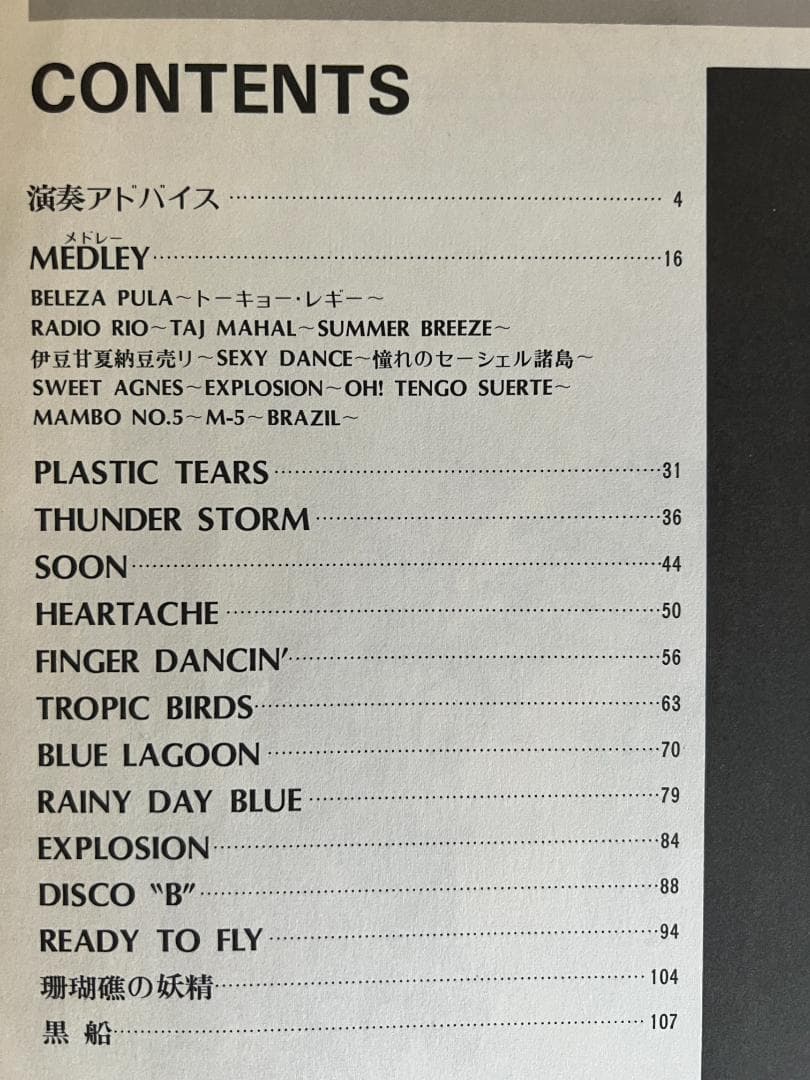 CONTENTS
演奏アドバイス 4
メドレー
MEDLEY 16
BELEZA PULA～トーキョー・レギー～
RADIO RIO～TAJ MAHAL～SUMMER BREEZE～
伊豆甘夏納豆売リ～SEXY DANCE～憧れのセーシェル諸島～
SWEET AGNES～EXPLOSION～OH! TENGO SUERTE～
MAMBO NO.5～M-5～BRAZIL～
PLASTIC TEARS 31
THUNDER STORM 36
SOON 44
HEARTACHE 50
FINGER DANCIN' 56
TROPIC BIRDS 63
BLUE LAGOON 70
RAINY DAY BLUE 79
EXPLOSION 84
DISCO "B" 88
READY TO FLY 94
珊瑚礁の妖精 104
黒 船 107